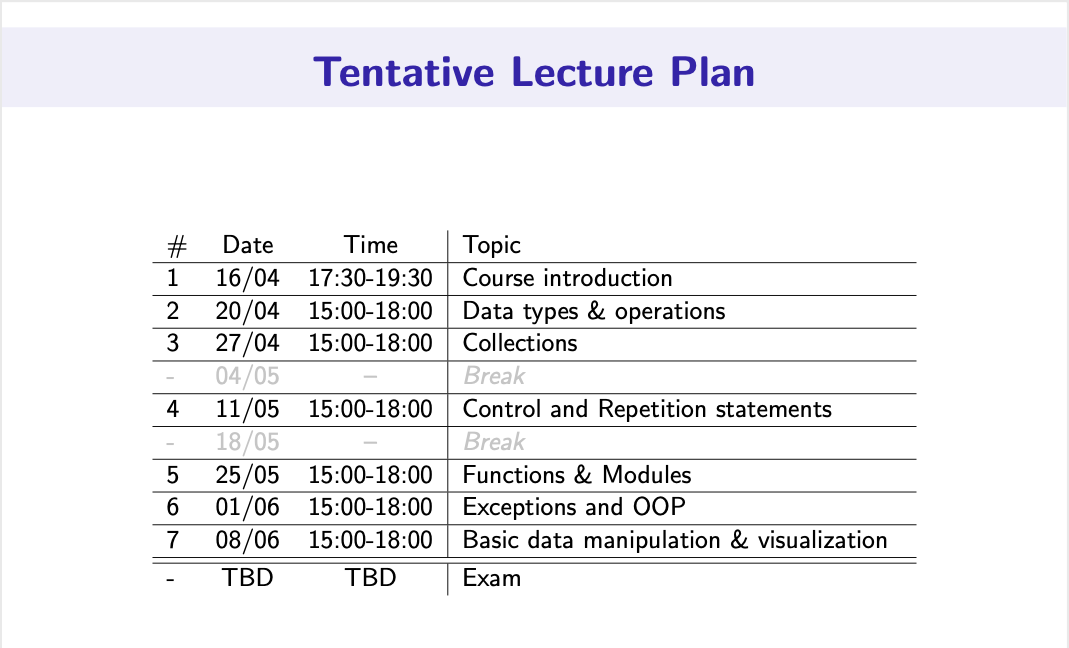 Tentative Lecture Plan
# Date Time Topic
1 16/04 17:30-19:30 Course introduction
2 20/04 15:00-18:00 Data types & operations
3 27/04 15:00-18:00 Collections
- 04/05 – Break
4 11/05 15:00-18:00 Control and Repetition statements
- 18/05 – Break
5 25/05 15:00-18:00 Functions & Modules
6 01/06 15:00-18:00 Exceptions and OOP
7 08/06 15:00-18:00 Basic data manipulation & visualization
- TBD TBD Exam